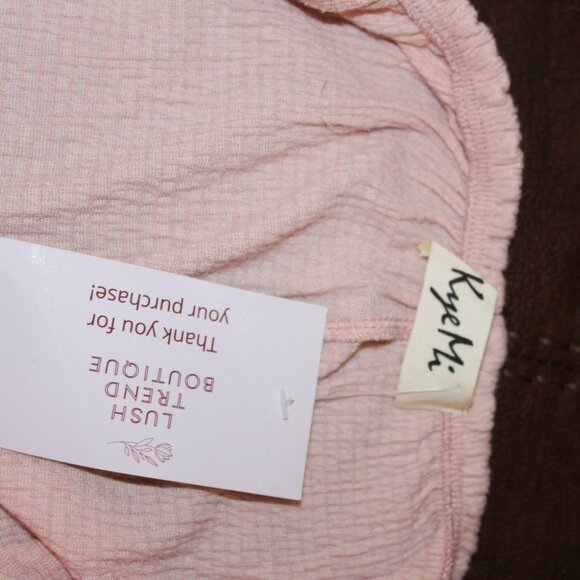 LUSH
TREND
BOUTIQUE
Thank you for
your purchase!
KyeMi